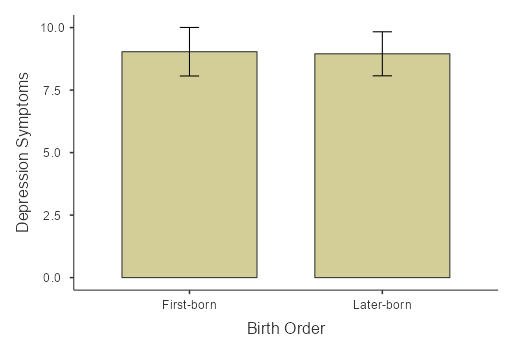 10.0
7.5
5.0
2.5
0.0
Depression Symptoms
First-born Later-born
Birth Order